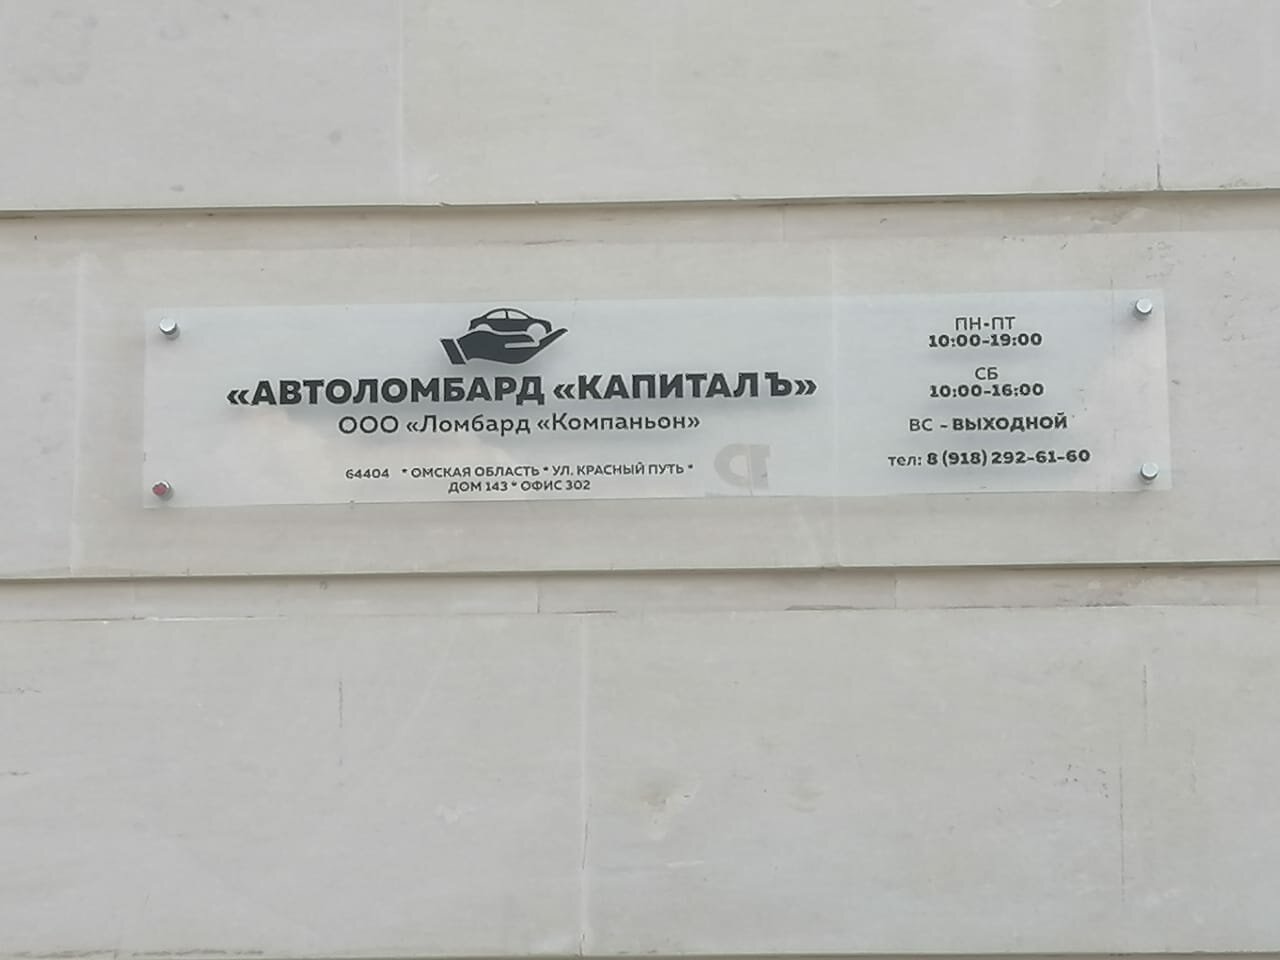 «АВТОЛОМБАРД «КАПИТАЛЪ»
ООО «Ломбард «Компаньон»
64404 * ОМСКАЯ ОБЛАСТЬ * УЛ. КРАСНЫЙ ПУТЬ *
ДОМ 143 * ОФИС 302
ПН-ПТ
10:00-19:00
СБ
10:00-16:00
ВС - ВЫХОДНОЙ
тел: 8 (918) 292-61-60